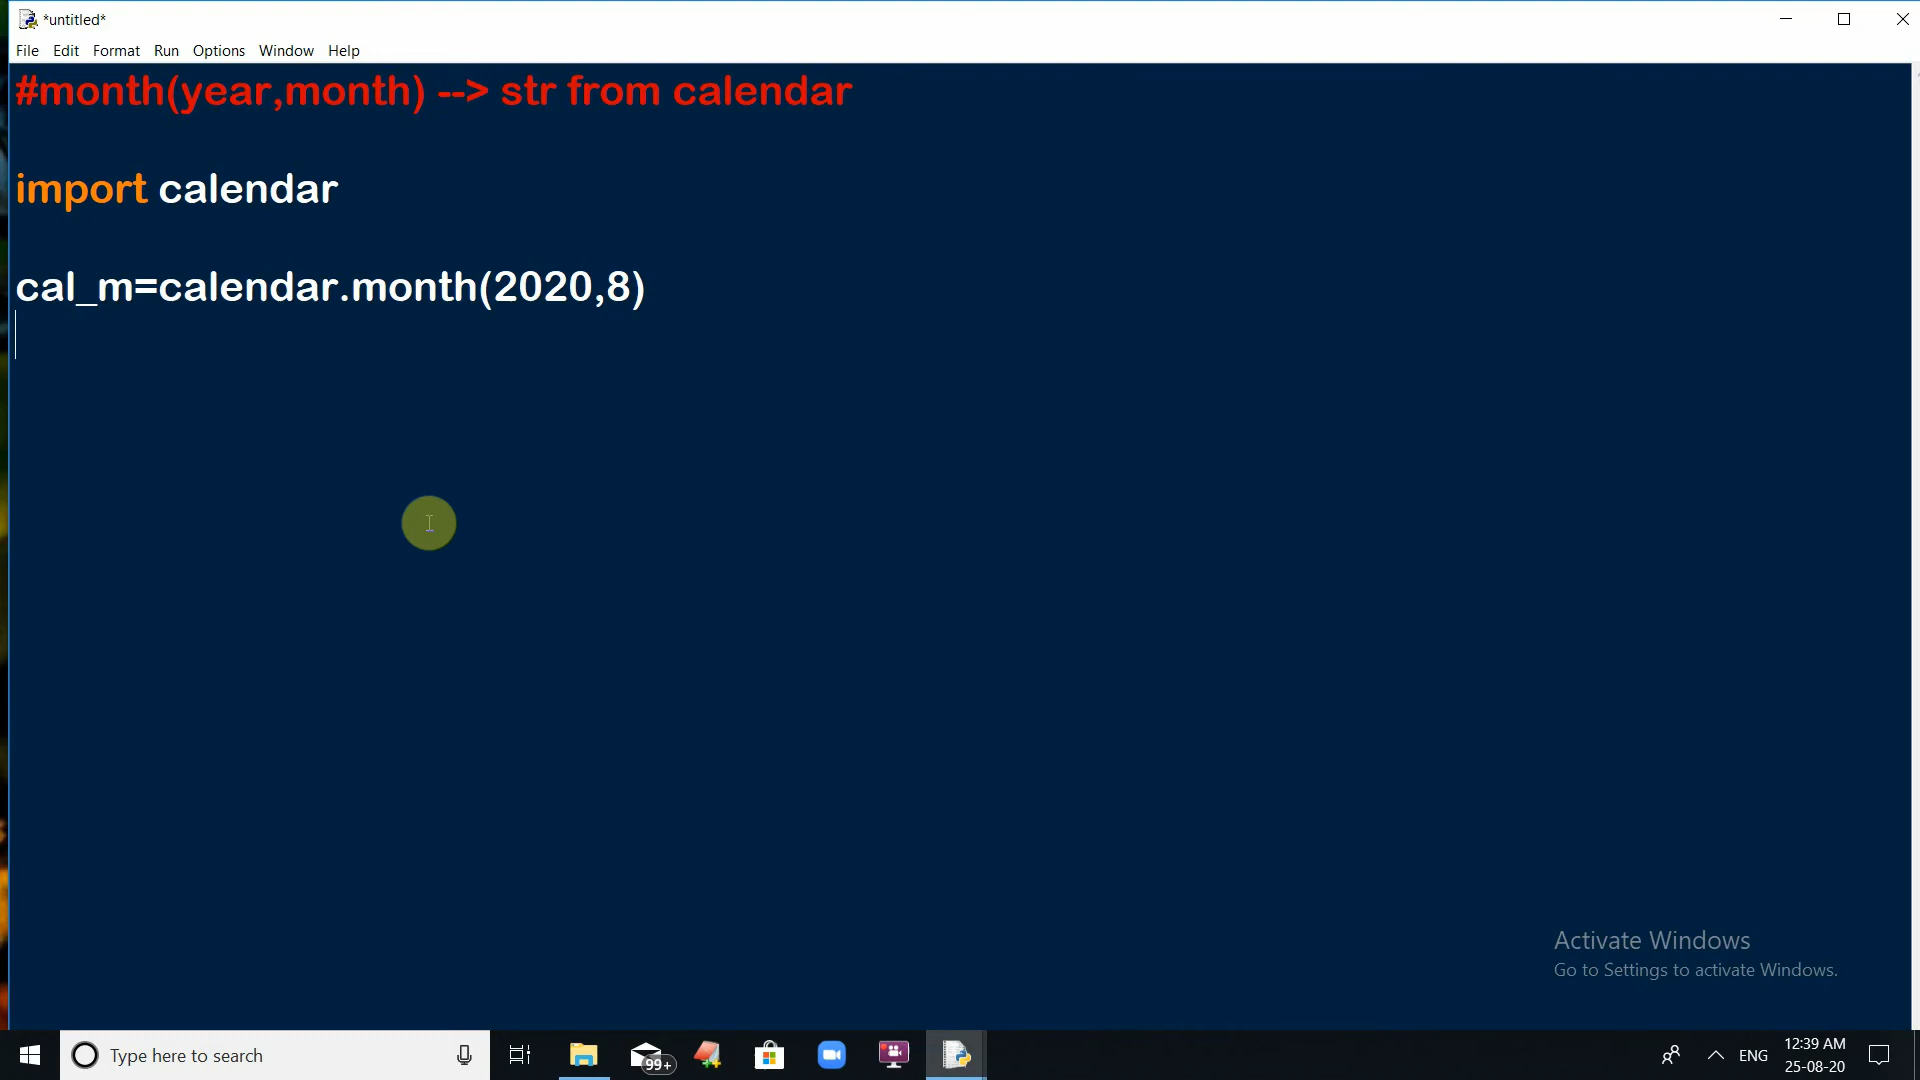 *untitled*
File Edit Format Run Options Window Help
#month(year,month) --> str from calendar
import calendar
cal_m=calendar.month(2020,8)
Activate Windows
Go to Settings to activate Windows.
Type here to search
99+
ENG
12:39 AM
25-08-20